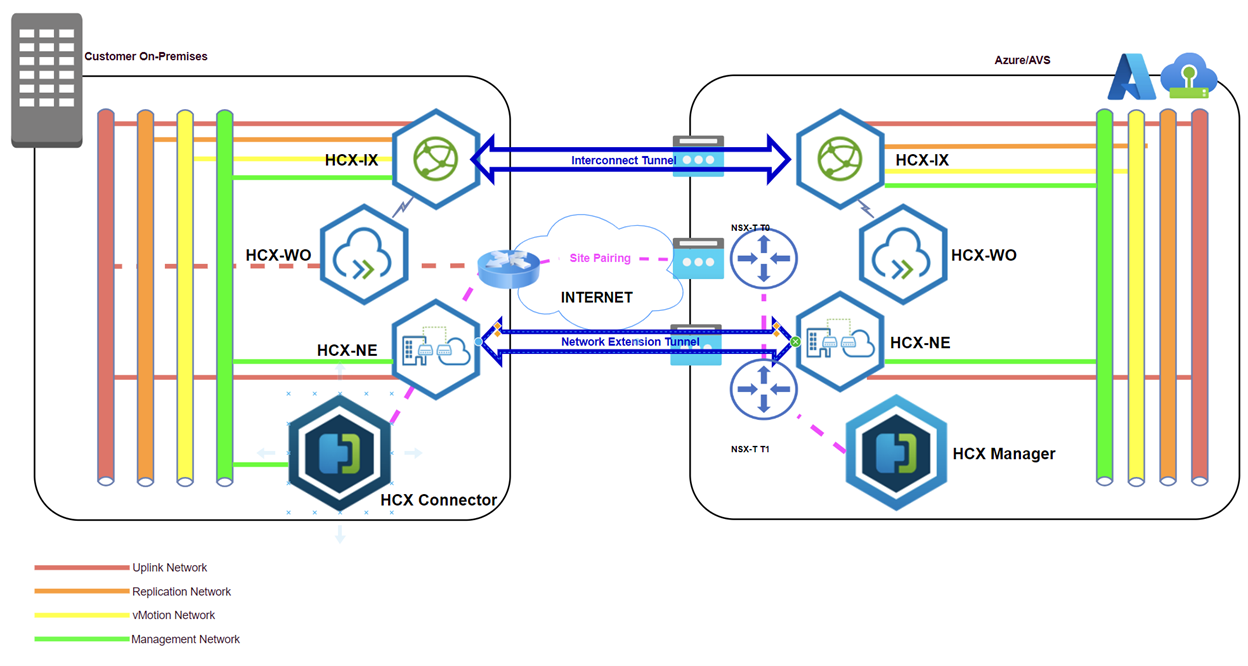 Customer On-Premises
Azure/AVS
HCX-IX
Interconnect Tunnel
HCX-IX
NSX-T T0
HCX-WO
Site Pairing
HCX-WO
INTERNET
HCX-NE
Network Extension Tunnel
HCX-NE
NSX-T T1
HCX Manager
HCX Connector
Uplink Network
Replication Network
vMotion Network
Management Network